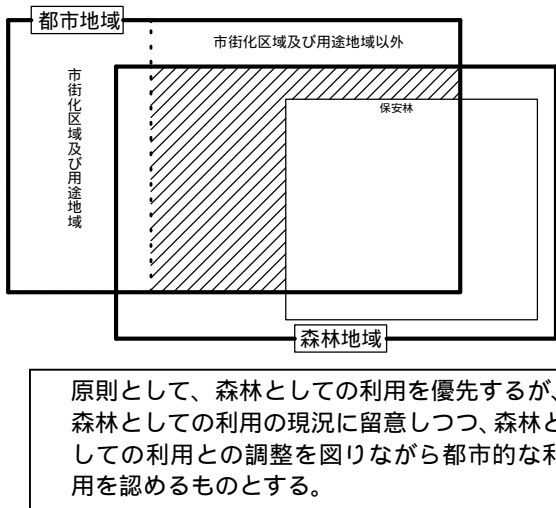 都市地域
市街化区域及び用途地域以外
市街化区域及び用途地域
保安林
森林地域
原則として、森林としての利用を優先するが、
森林としての利用の現況に留意しつつ、森林と
しての利用との調整を図りながら都市的な利
用を認めるものとする。